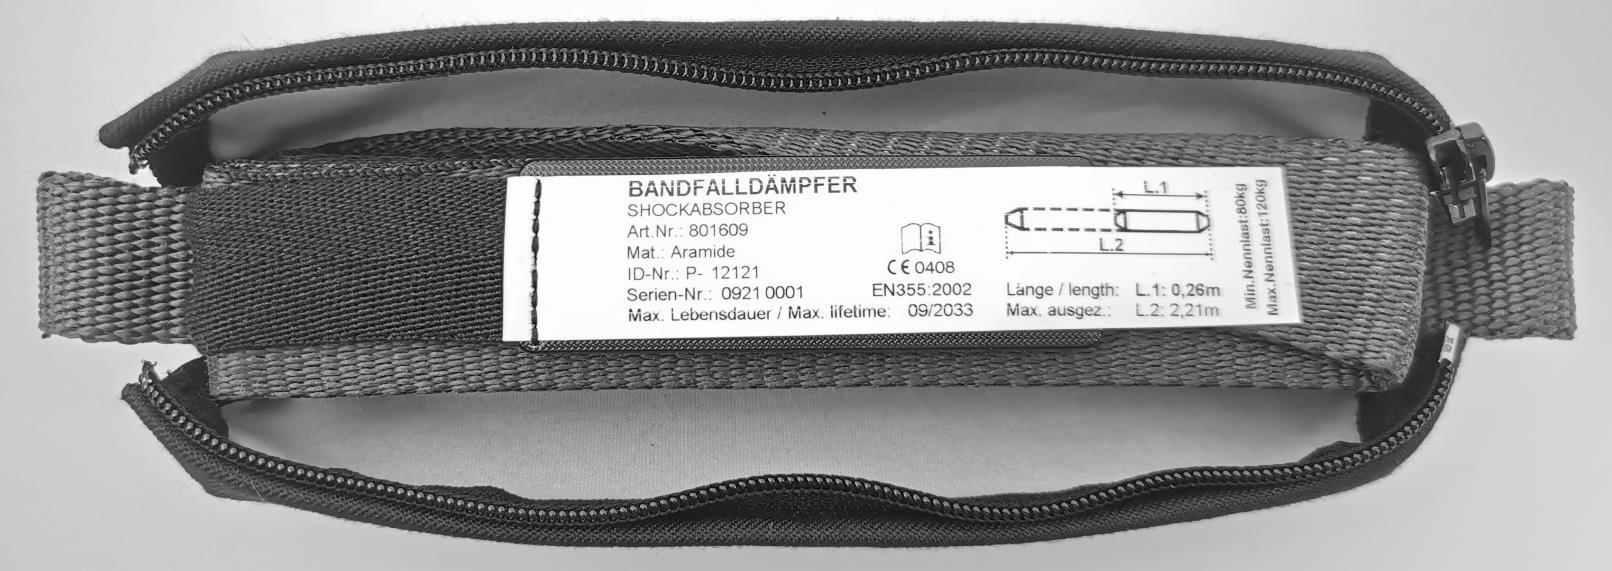 BANDFALLDÄMPFER
SHOCKABSORBER
Art.Nr.: 801609
Mat.: Aramide
ID-Nr.: P- 12121
Serien-Nr.: 0921 0001
Max. Lebensdauer / Max. lifetime: 09/2033
i
CE 0408
EN355:2002
L.1
L.2
Länge / length: L.1: 0,26m
Max. ausgez.: L.2: 2,21m
Min.Nennlast:80kg
Max.Nennlast:120kg